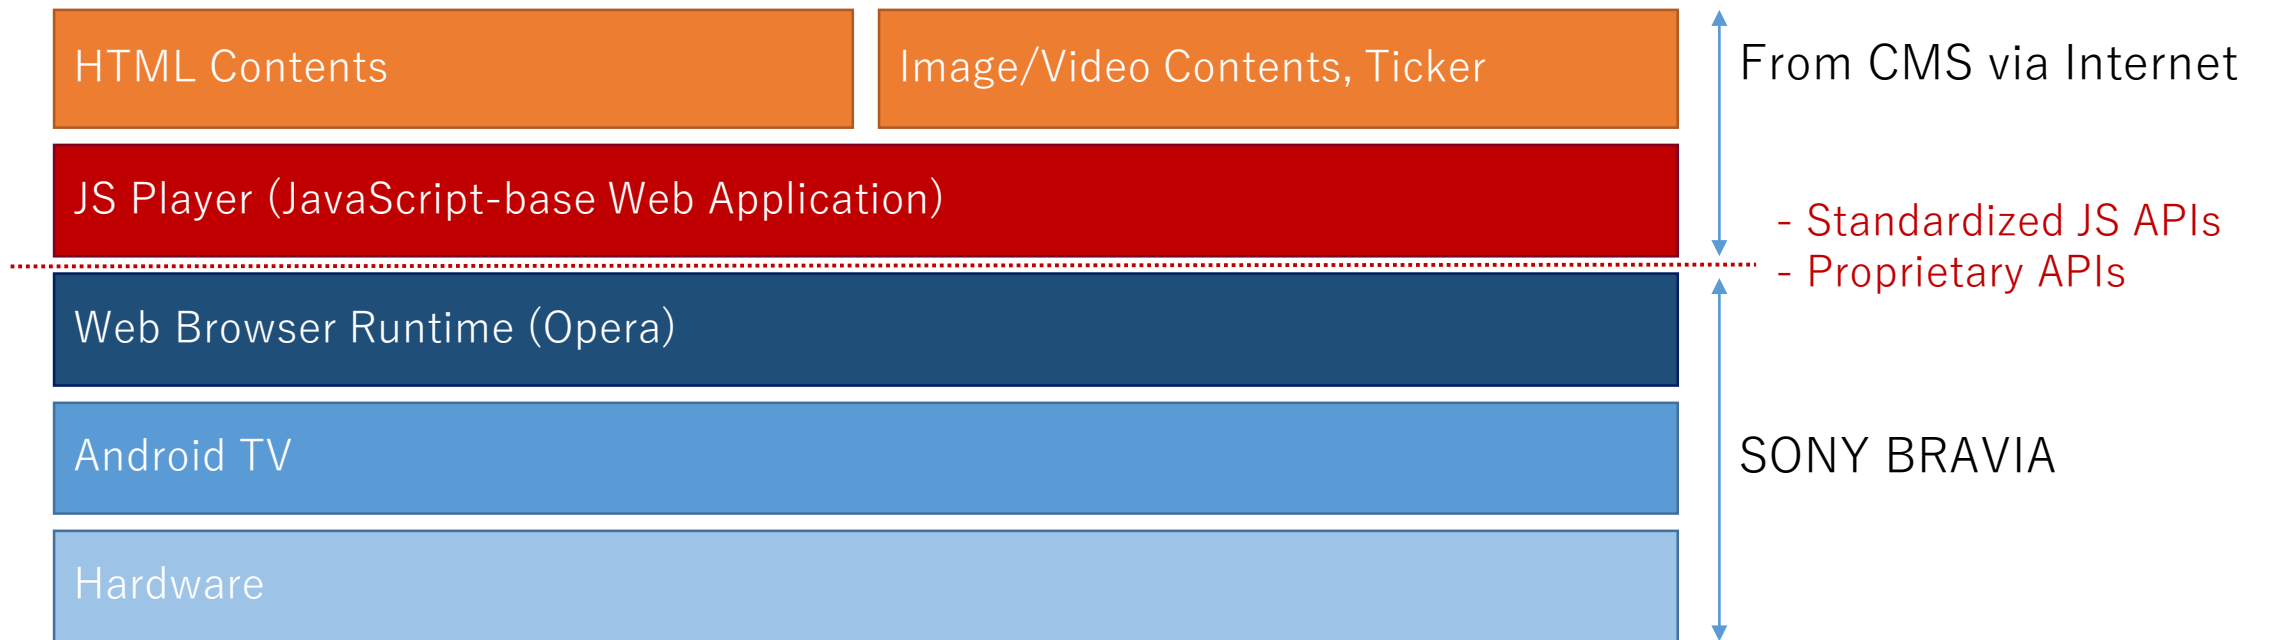 HTML Contents
Image/Video Contents, Ticker
From CMS via Internet
JS Player (JavaScript-base Web Application)
- Standardized JS APIs
- Proprietary APIs
Web Browser Runtime (Opera)
Android TV
SONY BRAVIA
Hardware